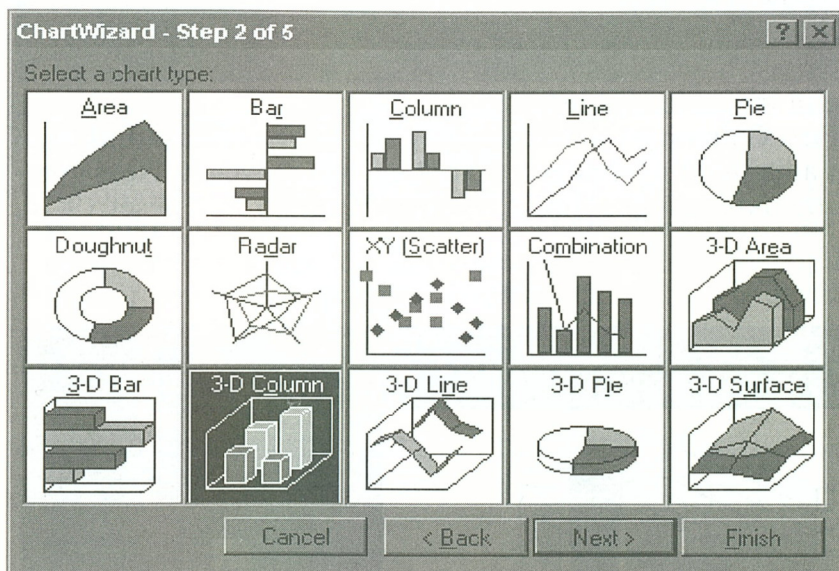 ChartWizard - Step 2 of 5
Select a chart type:
Area
Bar
Column
Line
Pie
Doughnut
Radar
XY (Scatter)
Combination
3-D Area
3-D Bar
3-D Column
3-D Line
3-D Pie
3-D Surface
Cancel
< Back
Next >
Finish